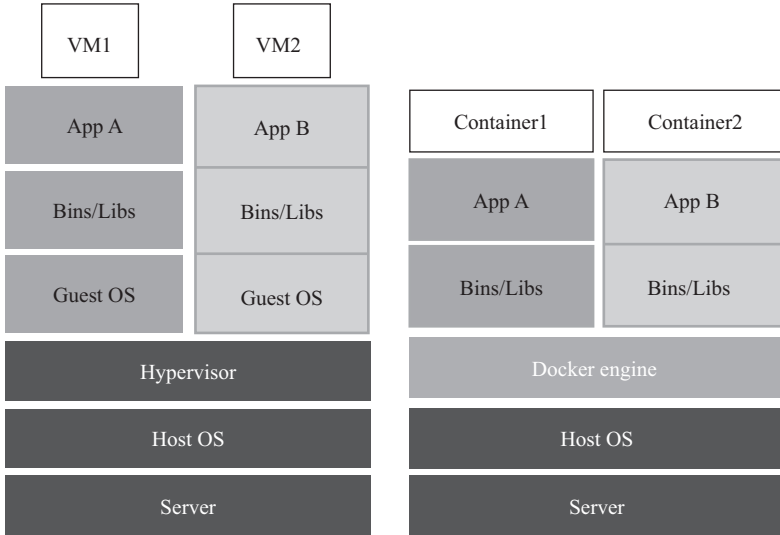 VM1
VM2
App A
App B
Bins/Libs
Bins/Libs
Guest OS
Guest OS
Hypervisor
Host OS
Server
Container1
Container2
App A
App B
Bins/Libs
Bins/Libs
Docker engine
Host OS
Server